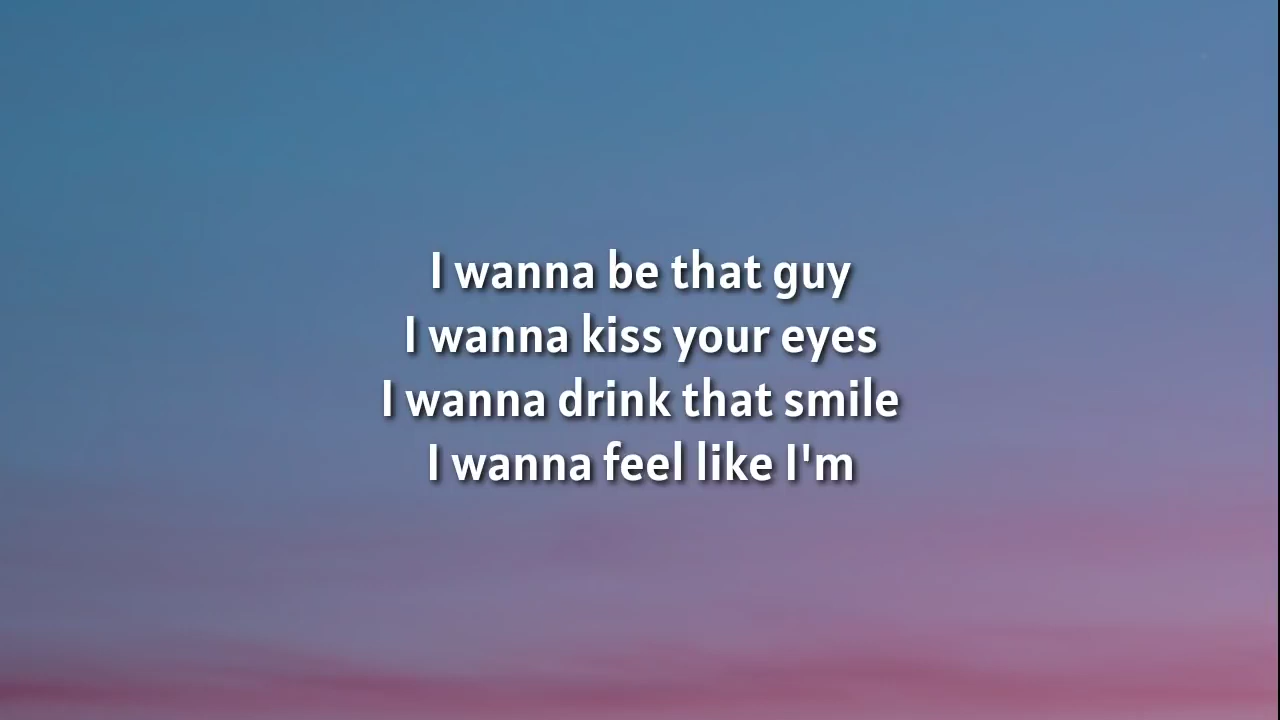 I wanna be that guy
I wanna kiss your eyes
I wanna drink that smile
I wanna feel like I'm